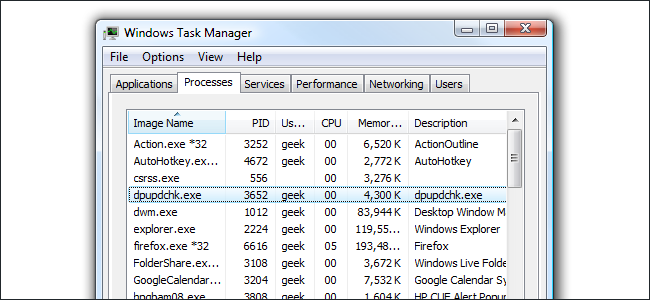 Windows Task Manager
File Options View Help
Applications Processes Services Performance Networking Users
Image Name PID Us... CPU Memor... Description
Action.exe *32 3252 geek 00 6,520 K ActionOutline
AutoHotkey.ex... 4672 geek 00 2,772 K AutoHotkey
csrss.exe 556 00 3,276 K
dpupdchk.exe 3652 geek 00 4,300 K dpupdchk.exe
dwm.exe 1012 geek 00 83,944 K Desktop Window M
explorer.exe 2224 geek 00 119,55... Windows Explorer
firefox.exe *32 6616 geek 05 193,48... Firefox
FolderShare.ex... 3108 geek 00 3,672 K Windows Live Folde
GoogleCalendar... 3204 geek 00 7,532 K Google Calendar Sy
hpqbam08.exe 3808 geek 00 1,604 K HP CUE Alert Popu